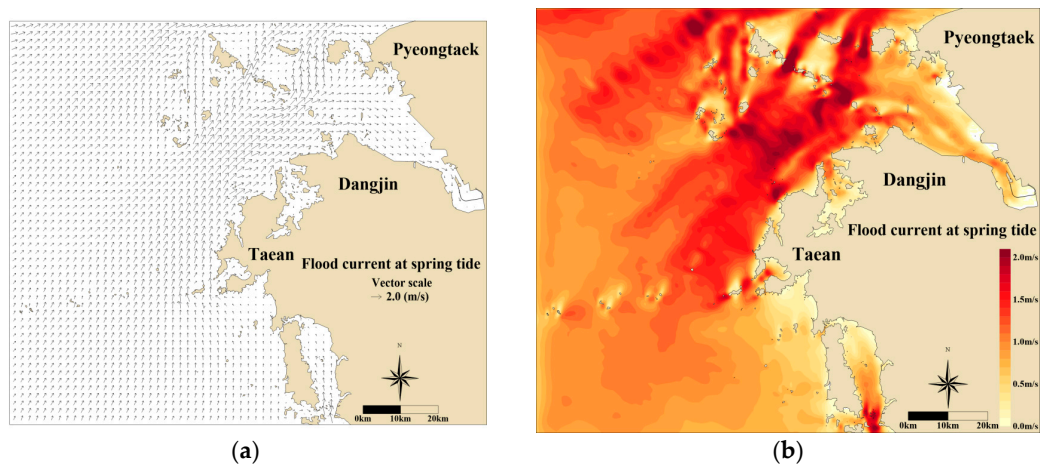 Pyeongtaek
Dangjin
Taean
Flood current at spring tide
Vector scale
2.0 (m/s)
N
0km 10km 20km
(a)
Pyeongtaek
Dangjin
Flood current at spring tide
Taean
2.0m/s
1.5m/s
1.0m/s
0.5m/s
0.0m/s
N
0km 10km 20km
(b)